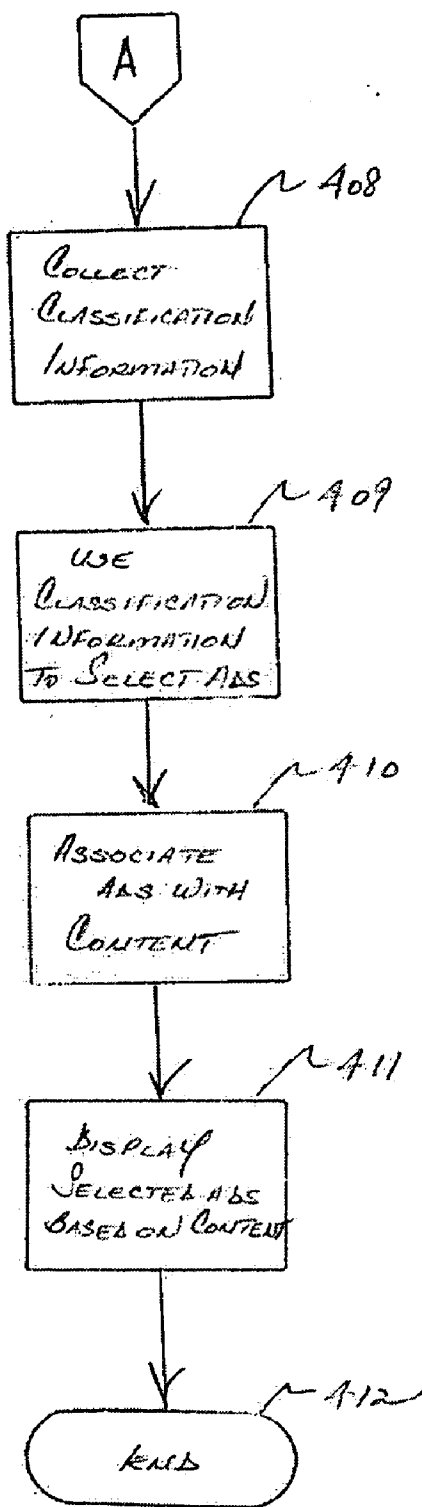 A
408
COLLECT
CLASSIFICATION
INFORMATION
409
USE
CLASSIFICATION
INFORMATION
TO SELECT ADS
410
ASSOCIATE
ADS WITH
CONTENT
411
DISPLAY
SELECTED ADS
BASED ON CONTENT
412
END